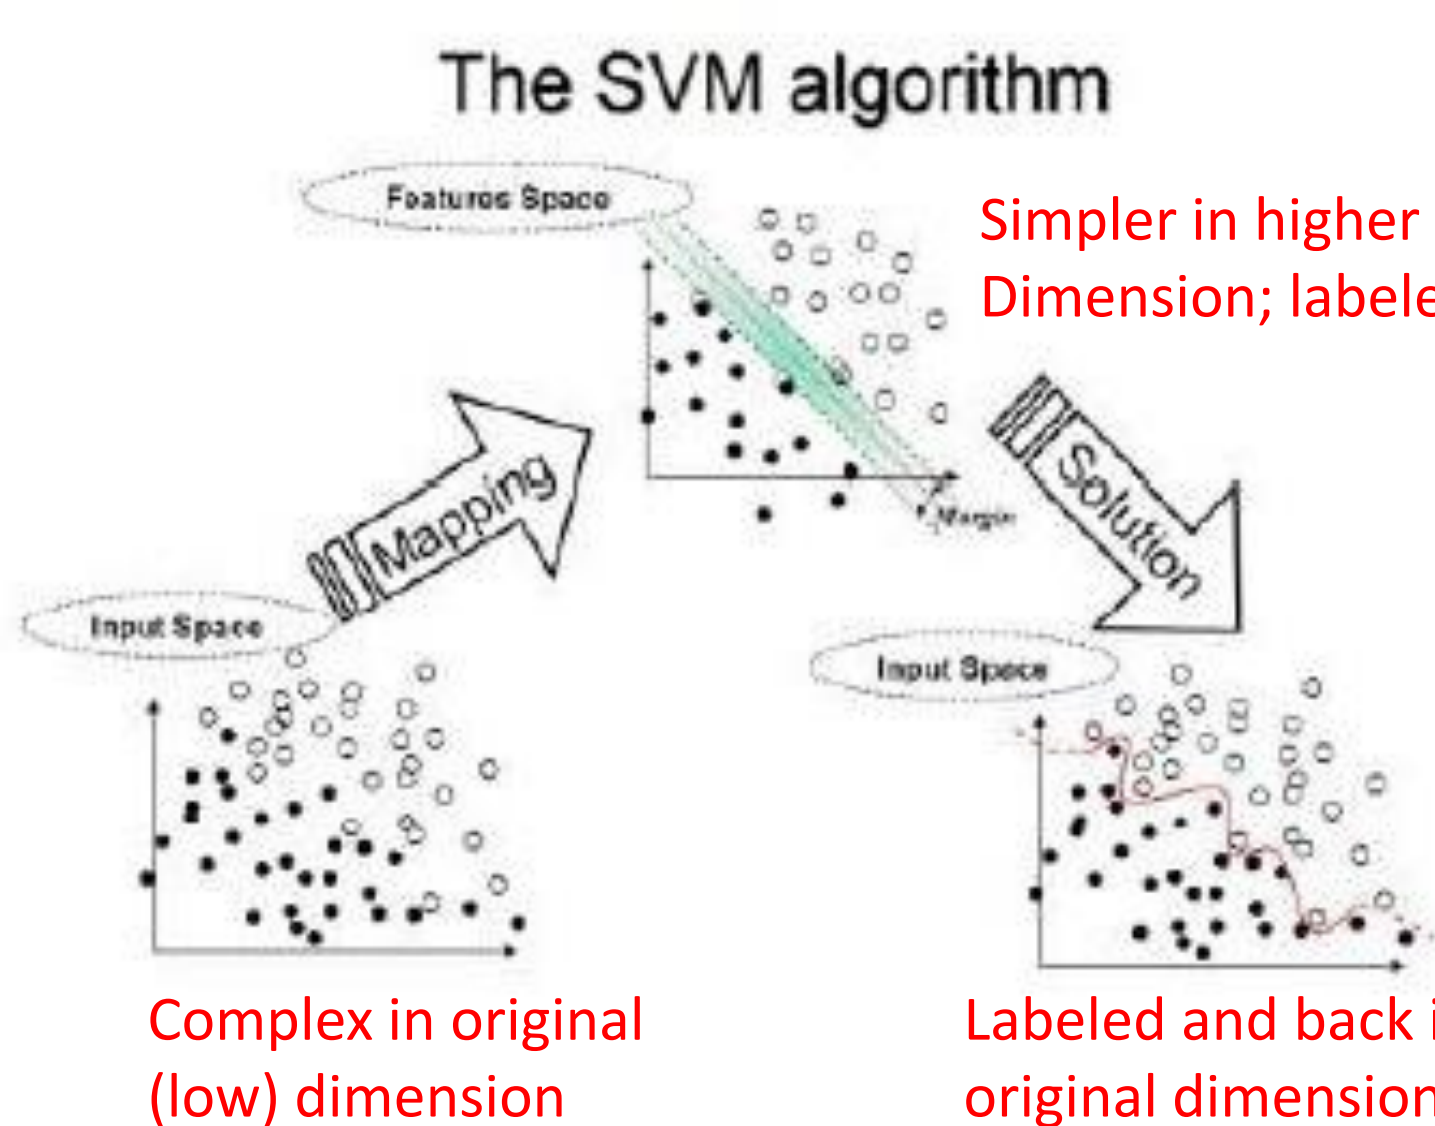 The SVM algorithm
Features Space
Simpler in higher
Dimension; labele
Mapping
Solution
Margin
Input Space
Input Space
Complex in original
(low) dimension
Labeled and back i
original dimension